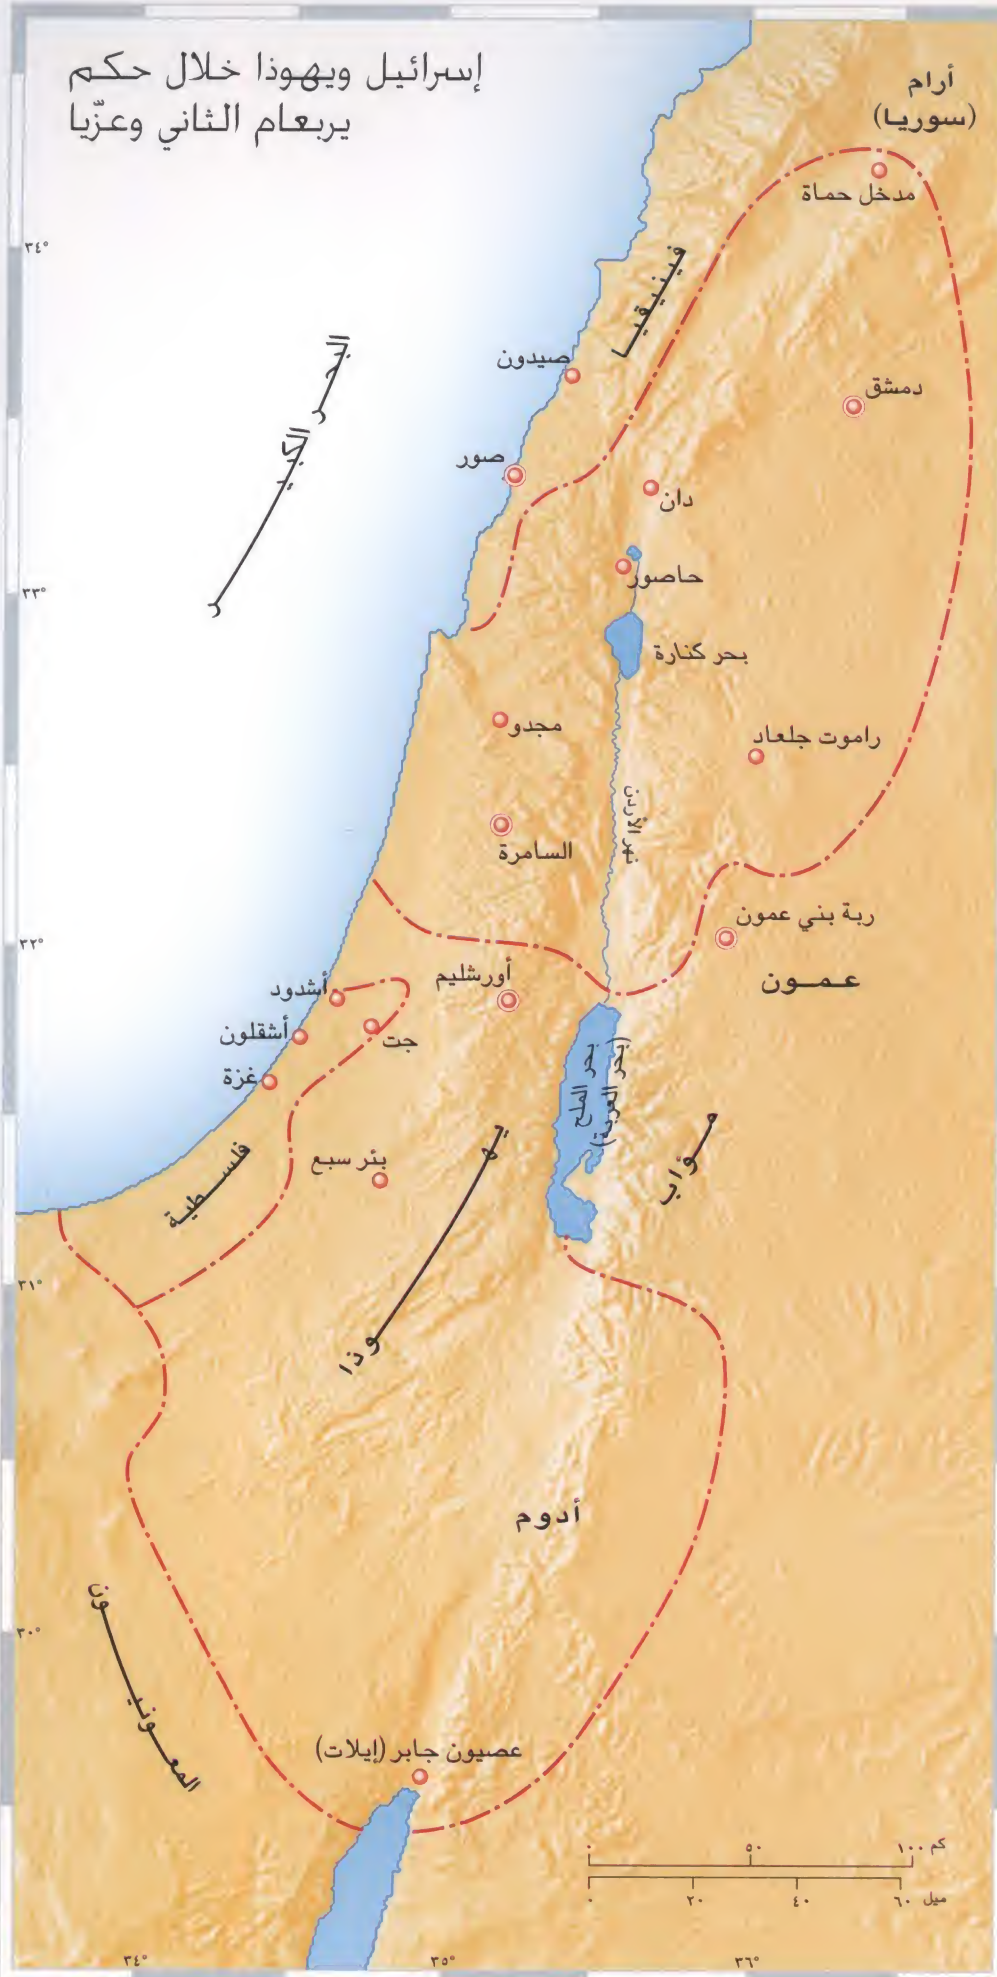 إسرائيل ويهوذا خلال حكم
يربعام الثاني وعزّيا
أرام
(سوريا)
مدخل حماة
٣٤°
فينيقيا
البحر الكبير
صيدون
دمشق
صور
دان
حاصور
٣٣°
بحر كنارة
مجدو
راموت جلعاد
نهر الأردن
السامرة
ربة بني عمون
٣٢°
عمون
أورشليم
أشدود
أشقلون
جت
غزة
بحر الملح
(بحر العربة)
مؤاب
يهوذا
بئر سبع
فلسطية
٣١°
أدوم
المعونيون
٣٠°
عصيون جابر (إيلات)
٠ ٥٠ ١٠٠ كم
٠ ٢٠ ٤٠ ٦٠ ميل
٣٤° ٣٥° ٣٦°